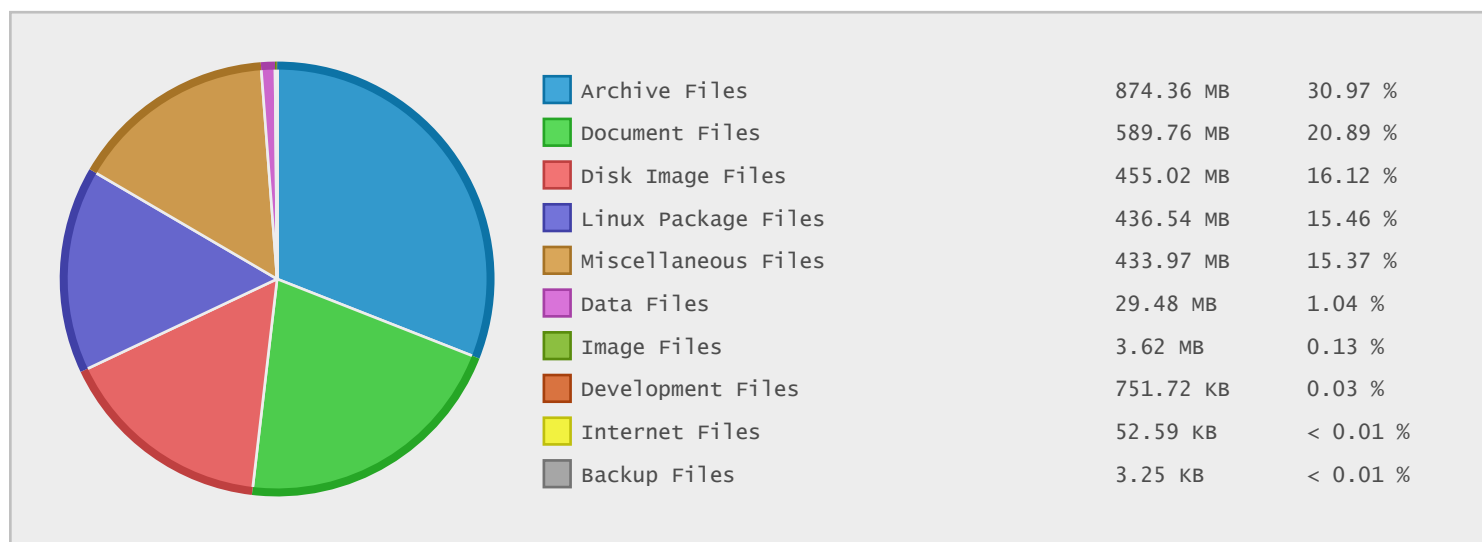 Archive Files 874.36 MB 30.97 %
Document Files 589.76 MB 20.89 %
Disk Image Files 455.02 MB 16.12 %
Linux Package Files 436.54 MB 15.46 %
Miscellaneous Files 433.97 MB 15.37 %
Data Files 29.48 MB 1.04 %
Image Files 3.62 MB 0.13 %
Development Files 751.72 KB 0.03 %
Internet Files 52.59 KB < 0.01 %
Backup Files 3.25 KB < 0.01 %